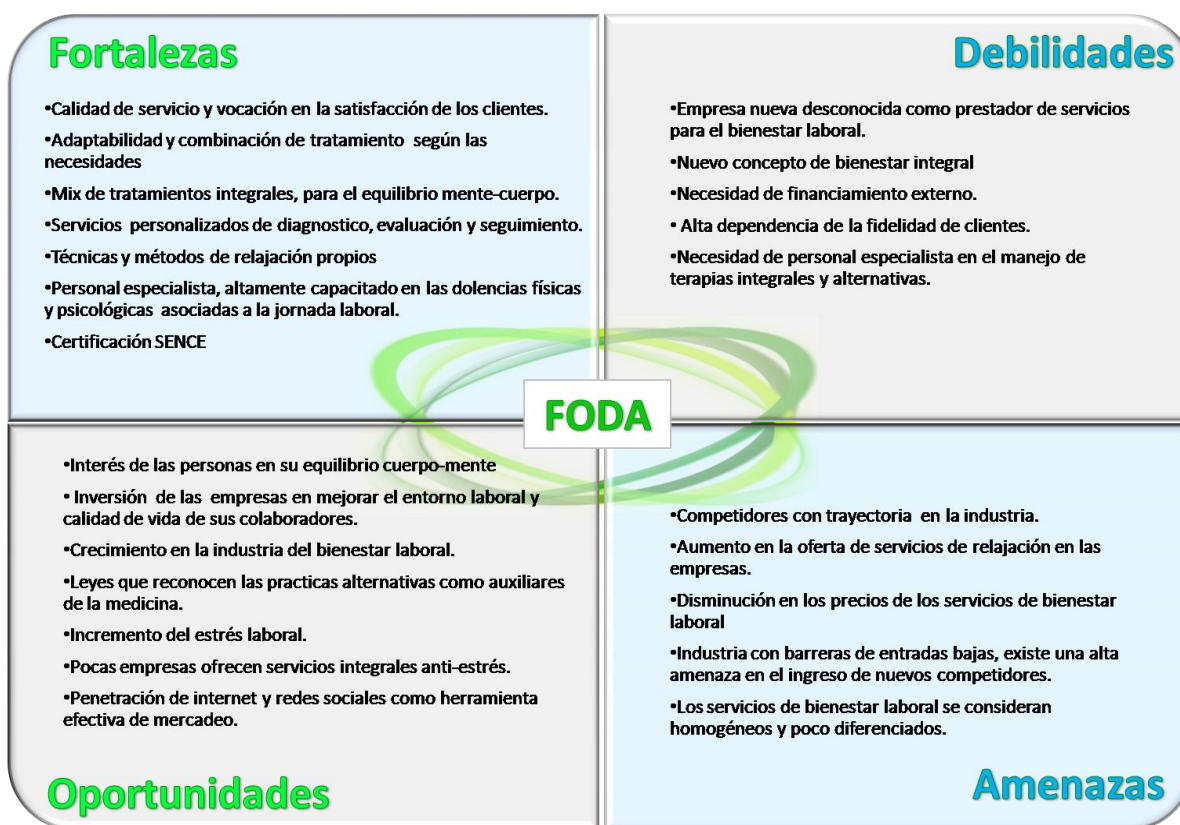 Fortalezas
•Calidad de servicio y vocación en la satisfacción de los clientes.
•Adaptabilidad y combinación de tratamiento según las
necesidades
•Mix de tratamientos integrales, para el equilibrio mente-cuerpo.
•Servicios personalizados de diagnostico, evaluación y seguimiento.
•Técnicas y métodos de relajación propios
•Personal especialista, altamente capacitado en las dolencias físicas
y psicológicas asociadas a la jornada laboral.
•Certificación SENCE
Debilidades
•Empresa nueva desconocida como prestador de servicios
para el bienestar laboral.
•Nuevo concepto de bienestar integral
•Necesidad de financiamiento externo.
• Alta dependencia de la fidelidad de clientes.
•Necesidad de personal especialista en el manejo de
terapias integrales y alternativas.
FODA
•Interés de las personas en su equilibrio cuerpo-mente
• Inversión de las empresas en mejorar el entorno laboral y
calidad de vida de sus colaboradores.
•Crecimiento en la industria del bienestar laboral.
•Leyes que reconocen las practicas alternativas como auxiliares
de la medicina.
•Incremento del estrés laboral.
•Pocas empresas ofrecen servicios integrales anti-estrés.
•Penetración de internet y redes sociales como herramienta
efectiva de mercadeo.
Oportunidades
•Competidores con trayectoria en la industria.
•Aumento en la oferta de servicios de relajación en las
empresas.
•Disminución en los precios de los servicios de bienestar
laboral
•Industria con barreras de entradas bajas, existe una alta
amenaza en el ingreso de nuevos competidores.
•Los servicios de bienestar laboral se consideran
homogéneos y poco diferenciados.
Amenazas